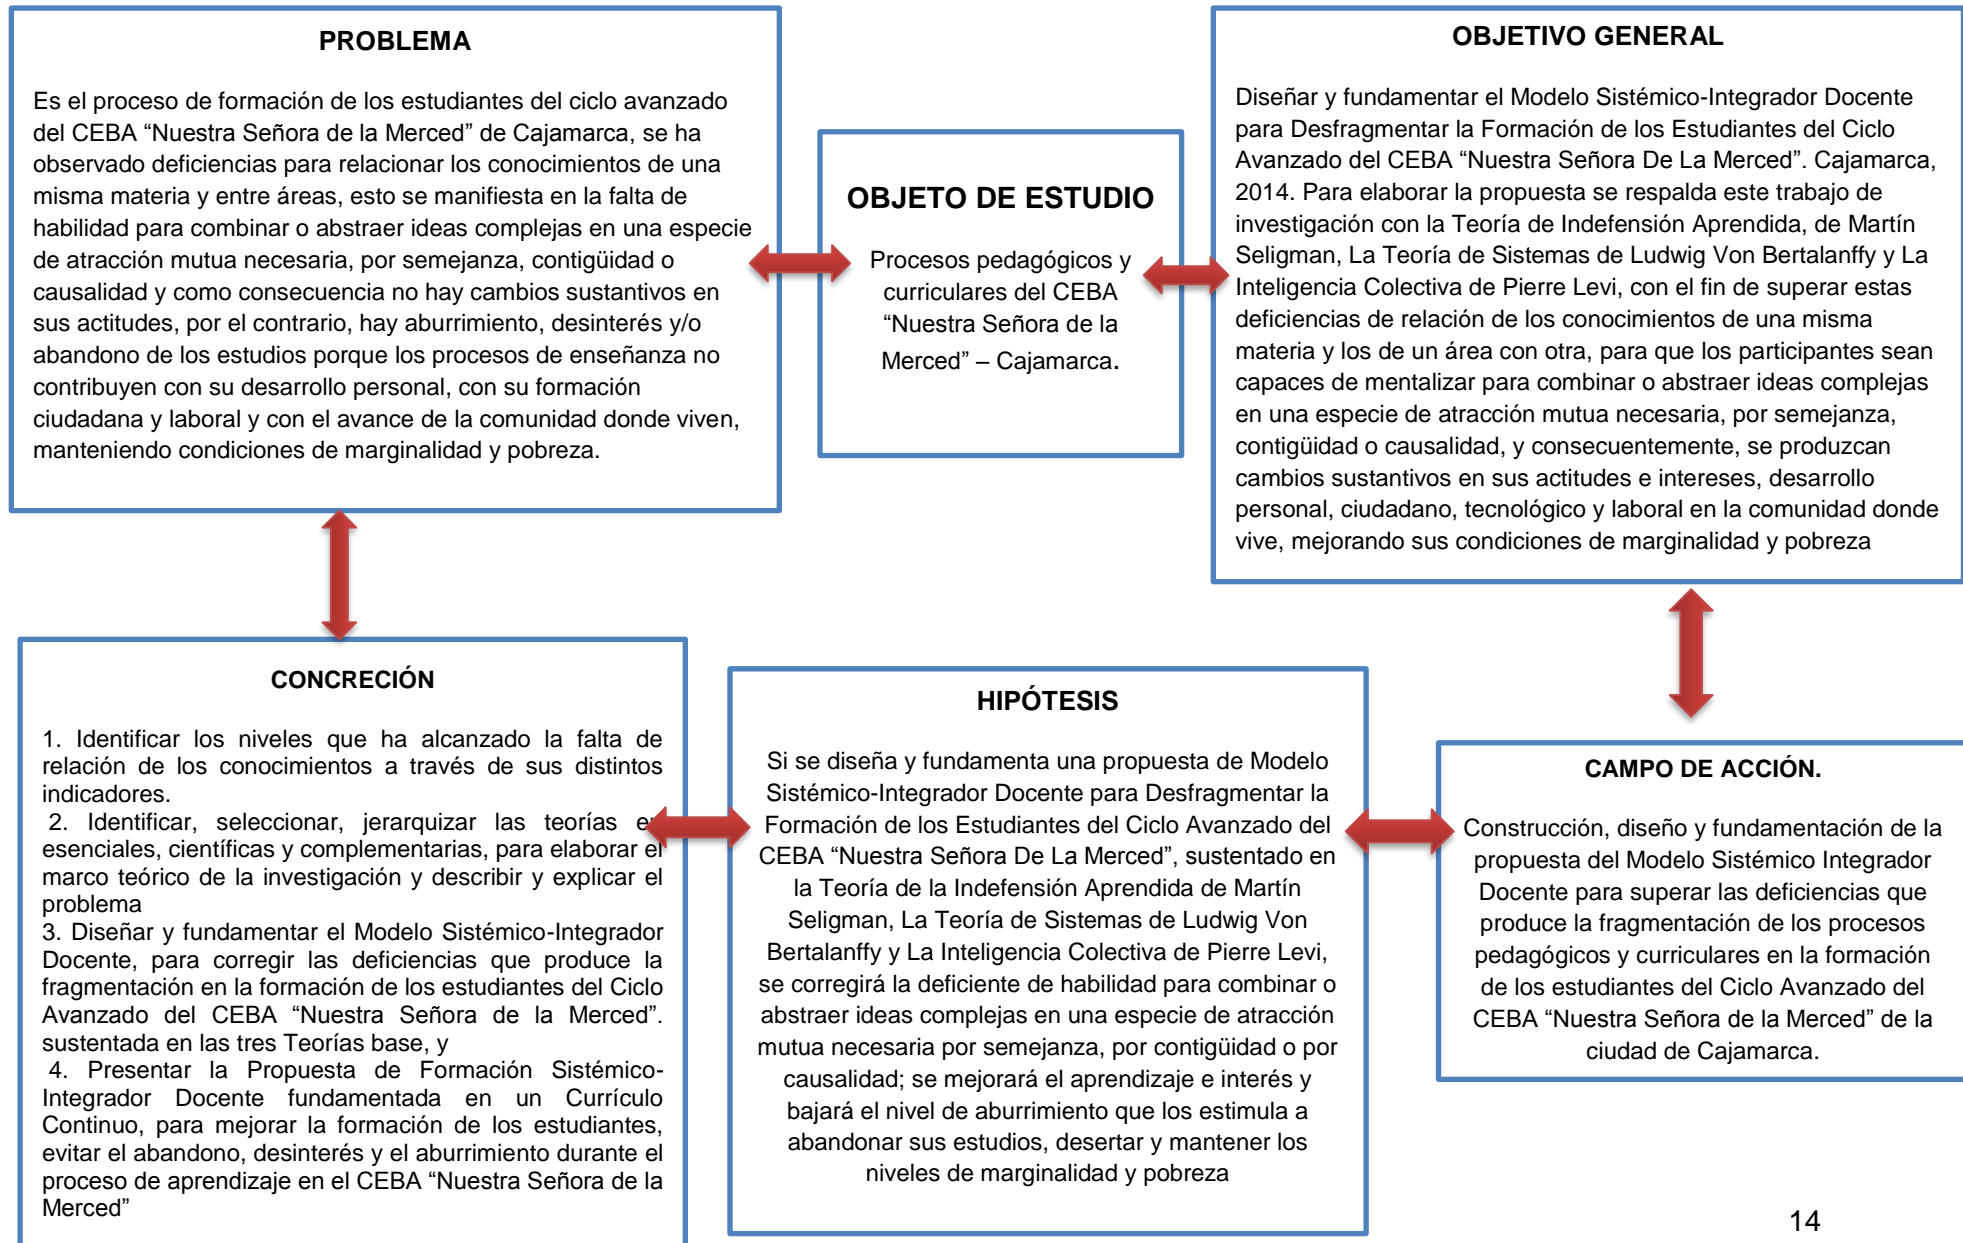 PROBLEMA
Es el proceso de formación de los estudiantes del ciclo avanzado
del CEBA “Nuestra Señora de la Merced” de Cajamarca, se ha
observado deficiencias para relacionar los conocimientos de una
misma materia y entre áreas, esto se manifiesta en la falta de
habilidad para combinar o abstraer ideas complejas en una especie
de atracción mutua necesaria, por semejanza, contigüidad o
causalidad y como consecuencia no hay cambios sustantivos en
sus actitudes, por el contrario, hay aburrimiento, desinterés y/o
abandono de los estudios porque los procesos de enseñanza no
contribuyen con su desarrollo personal, con su formación
ciudadana y laboral y con el avance de la comunidad donde viven,
manteniendo condiciones de marginalidad y pobreza.
OBJETO DE ESTUDIO
Procesos pedagógicos y
curriculares del CEBA
“Nuestra Señora de la
Merced” – Cajamarca.
OBJETIVO GENERAL
Diseñar y fundamentar el Modelo Sistémico-Integrador Docente
para Desfragmentar la Formación de los Estudiantes del Ciclo
Avanzado del CEBA “Nuestra Señora De La Merced”. Cajamarca,
2014. Para elaborar la propuesta se respalda este trabajo de
investigación con la Teoría de Indefensión Aprendida, de Martín
Seligman, La Teoría de Sistemas de Ludwig Von Bertalanffy y La
Inteligencia Colectiva de Pierre Levi, con el fin de superar estas
deficiencias de relación de los conocimientos de una misma
materia y los de un área con otra, para que los participantes sean
capaces de mentalizar para combinar o abstraer ideas complejas
en una especie de atracción mutua necesaria, por semejanza,
contigüidad o causalidad, y consecuentemente, se produzcan
cambios sustantivos en sus actitudes e intereses, desarrollo
personal, ciudadano, tecnológico y laboral en la comunidad donde
vive, mejorando sus condiciones de marginalidad y pobreza
CONCRECIÓN
1. Identificar los niveles que ha alcanzado la falta de
relación de los conocimientos a través de sus distintos
indicadores.
2. Identificar, seleccionar, jerarquizar las teorías
esenciales, científicas y complementarias, para elaborar el
marco teórico de la investigación y describir y explicar el
problema
3. Diseñar y fundamentar el Modelo Sistémico-Integrador
Docente, para corregir las deficiencias que produce la
fragmentación en la formación de los estudiantes del Ciclo
Avanzado del CEBA “Nuestra Señora de la Merced”.
sustentada en las tres Teorías base, y
4. Presentar la Propuesta de Formación Sistémico-
Integrador Docente fundamentada en un Currículo
Continuo, para mejorar la formación de los estudiantes,
evitar el abandono, desinterés y el aburrimiento durante el
proceso de aprendizaje en el CEBA “Nuestra Señora de la
Merced”
HIPÓTESIS
Si se diseña y fundamenta una propuesta de Modelo
Sistémico-Integrador Docente para Desfragmentar la
Formación de los Estudiantes del Ciclo Avanzado del
CEBA “Nuestra Señora De La Merced”, sustentado en
la Teoría de la Indefensión Aprendida de Martín
Seligman, La Teoría de Sistemas de Ludwig Von
Bertalanffy y La Inteligencia Colectiva de Pierre Levi,
se corregirá la deficiente de habilidad para combinar o
abstraer ideas complejas en una especie de atracción
mutua necesaria por semejanza, por contigüidad o por
causalidad; se mejorará el aprendizaje e interés y
bajará el nivel de aburrimiento que los estimula a
abandonar sus estudios, desertar y mantener los
niveles de marginalidad y pobreza
CAMPO DE ACCIÓN.
Construcción, diseño y fundamentación de la
propuesta del Modelo Sistémico Integrador
Docente para superar las deficiencias que
produce la fragmentación de los procesos
pedagógicos y curriculares en la formación
de los estudiantes del Ciclo Avanzado del
CEBA “Nuestra Señora de la Merced” de la
ciudad de Cajamarca.
14